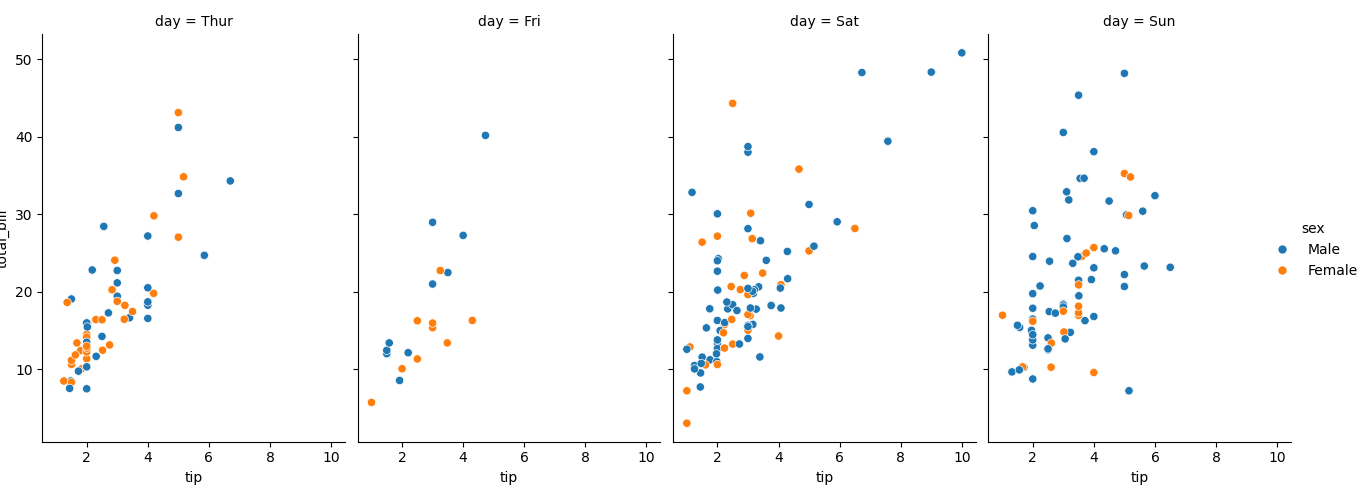 day = Thur
day = Fri
day = Sat
day = Sun
50
40
30
20
10
total_bill
2 4 6 8 10
2 4 6 8 10
2 4 6 8 10
2 4 6 8 10
tip
tip
tip
tip
sex
Male
Female